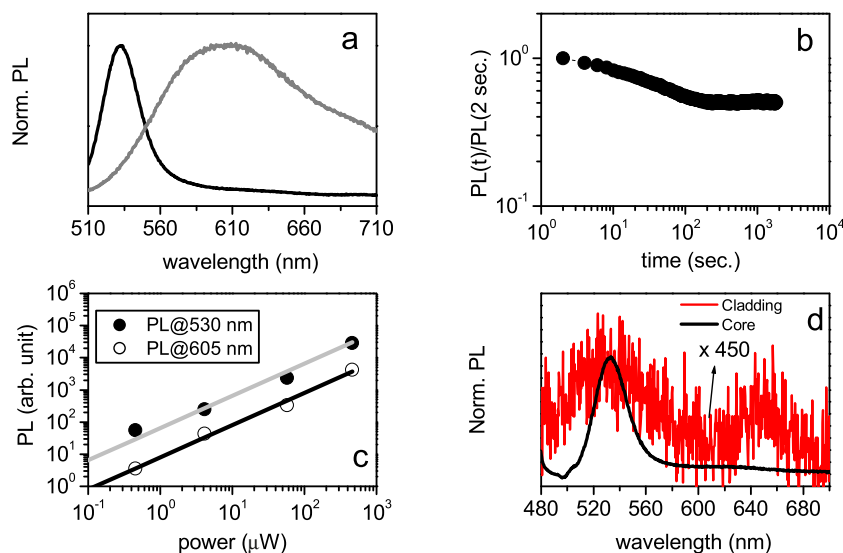 a
Norm. PL
510 560 610 660 710
wavelength (nm)
b
PL(t)/PL(2 sec.)
10^0
10^-1
10^0 10^1 10^2 10^3 10^4
time (sec.)
c
PL (arb. unit)
10^6
10^5
10^4
10^3
10^2
10^1
10^0
PL@530 nm
PL@605 nm
10^-1 10^0 10^1 10^2 10^3
power (μW)
d
Norm. PL
Cladding
Core
x 450
480 520 560 600 640 680
wavelength (nm)